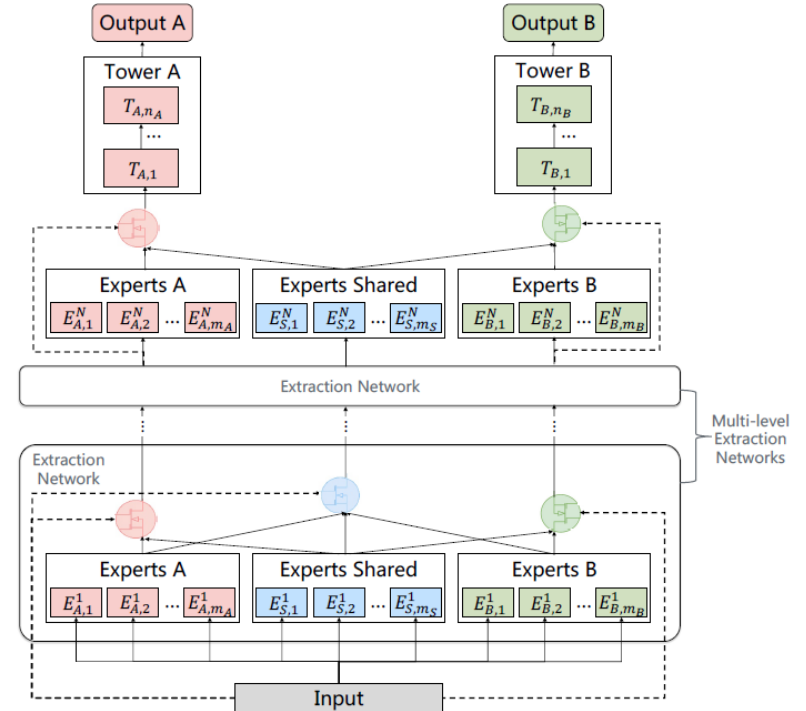 Output A
Output B
Tower A
Tower B
T_{A,n_A}
T_{B,n_B}
...
...
T_{A,1}
T_{B,1}
Experts A
Experts Shared
Experts B
E^N_{A,1} E^N_{A,2} ... E^N_{A,m_A}
E^N_{S,1} E^N_{S,2} ... E^N_{S,m_S}
E^N_{B,1} E^N_{B,2} ... E^N_{B,m_B}
Extraction Network
...
...
...
Multi-level
Extraction
Networks
Extraction
Network
Experts A
Experts Shared
Experts B
E^1_{A,1} E^1_{A,2} ... E^1_{A,m_A}
E^1_{S,1} E^1_{S,2} ... E^1_{S,m_S}
E^1_{B,1} E^1_{B,2} ... E^1_{B,m_B}
Input